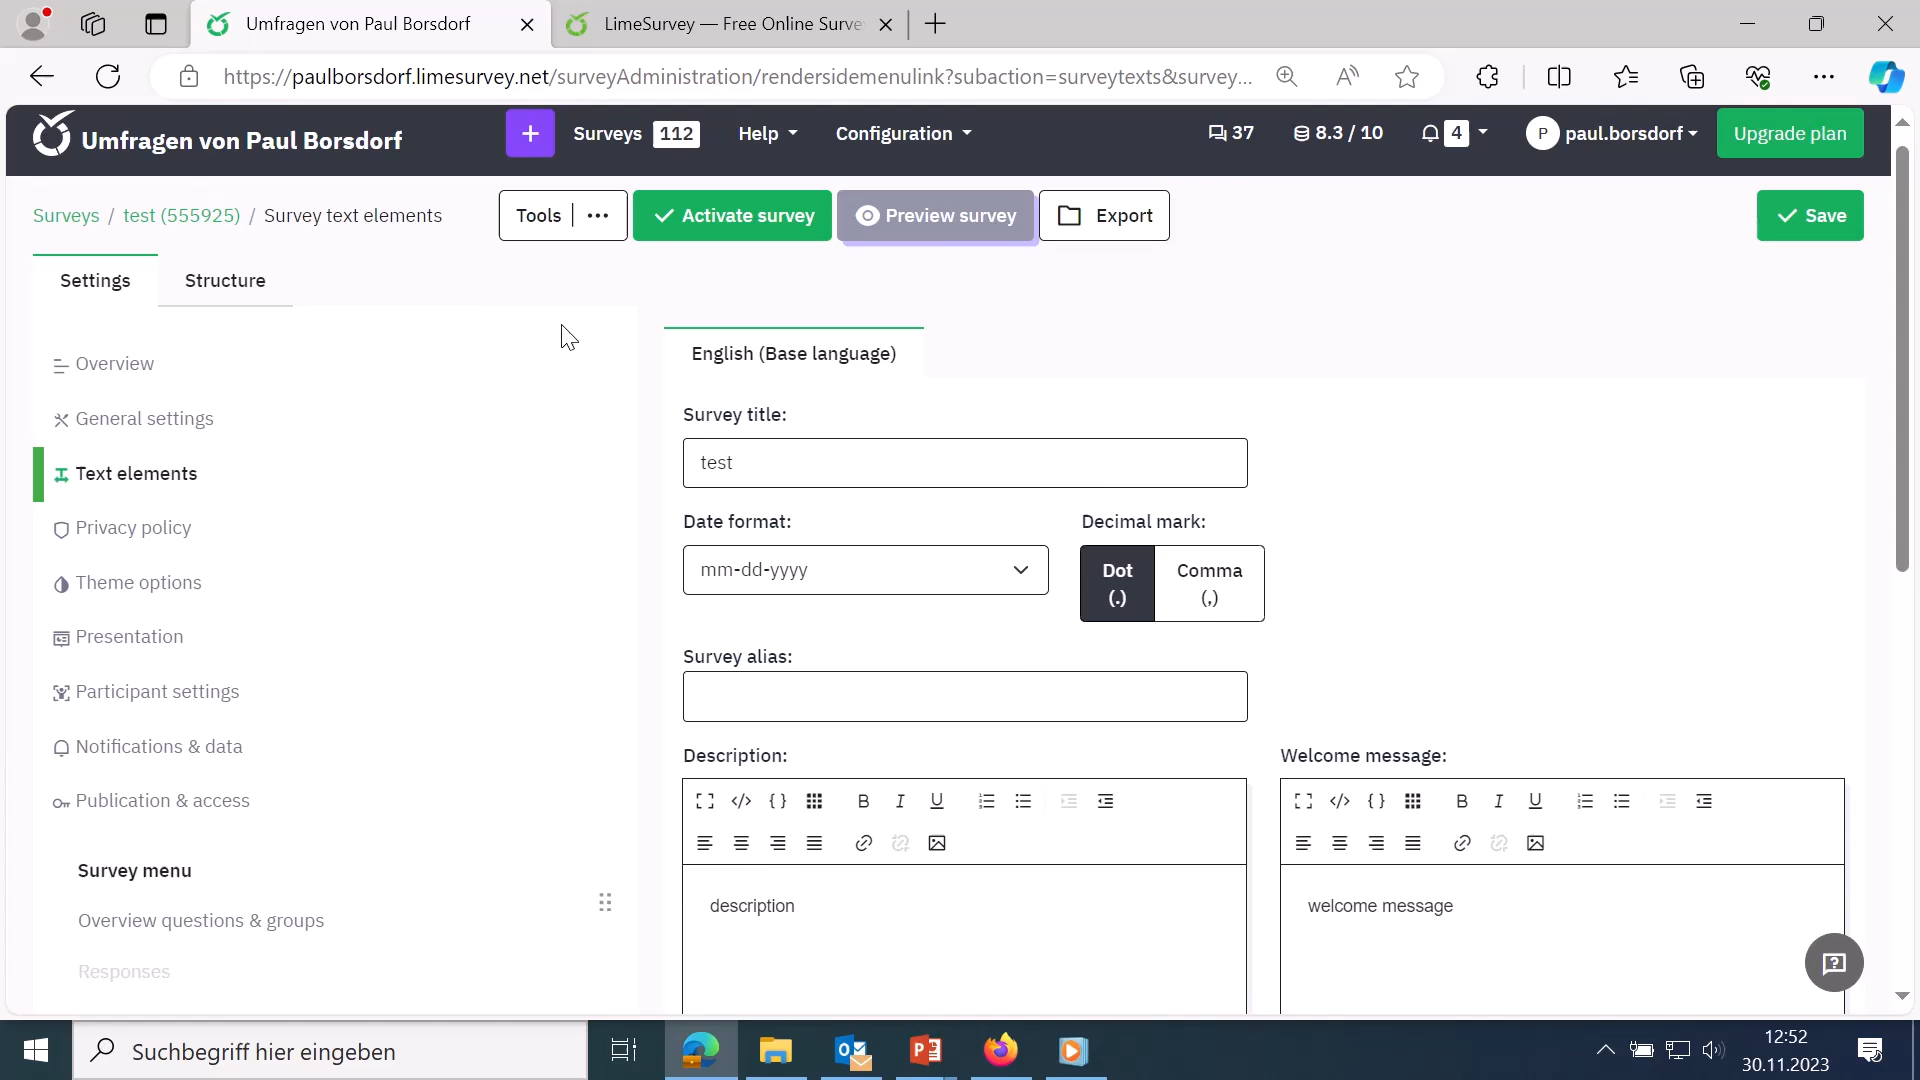 Umfragen von Paul Borsdorf
LimeSurvey — Free Online Surve
https://paulborsdorf.limesurvey.net/surveyAdministration/rendersidemenulink?subaction=surveytexts&survey...
Umfragen von Paul Borsdorf
+
Surveys 112
Help
Configuration
37
8.3 / 10
4
P paul.borsdorf
Upgrade plan
Surveys / test (555925) / Survey text elements
Tools
Activate survey
Preview survey
Export
Save
Settings
Structure
Overview
General settings
Text elements
Privacy policy
Theme options
Presentation
Participant settings
Notifications & data
Publication & access
Survey menu
Overview questions & groups
Responses
English (Base language)
Survey title:
test
Date format:
mm-dd-yyyy
Decimal mark:
Dot (.)
Comma (,)
Survey alias:
Description:
B I U
description
Welcome message:
B I U
welcome message
Suchbegriff hier eingeben
12:52
30.11.2023